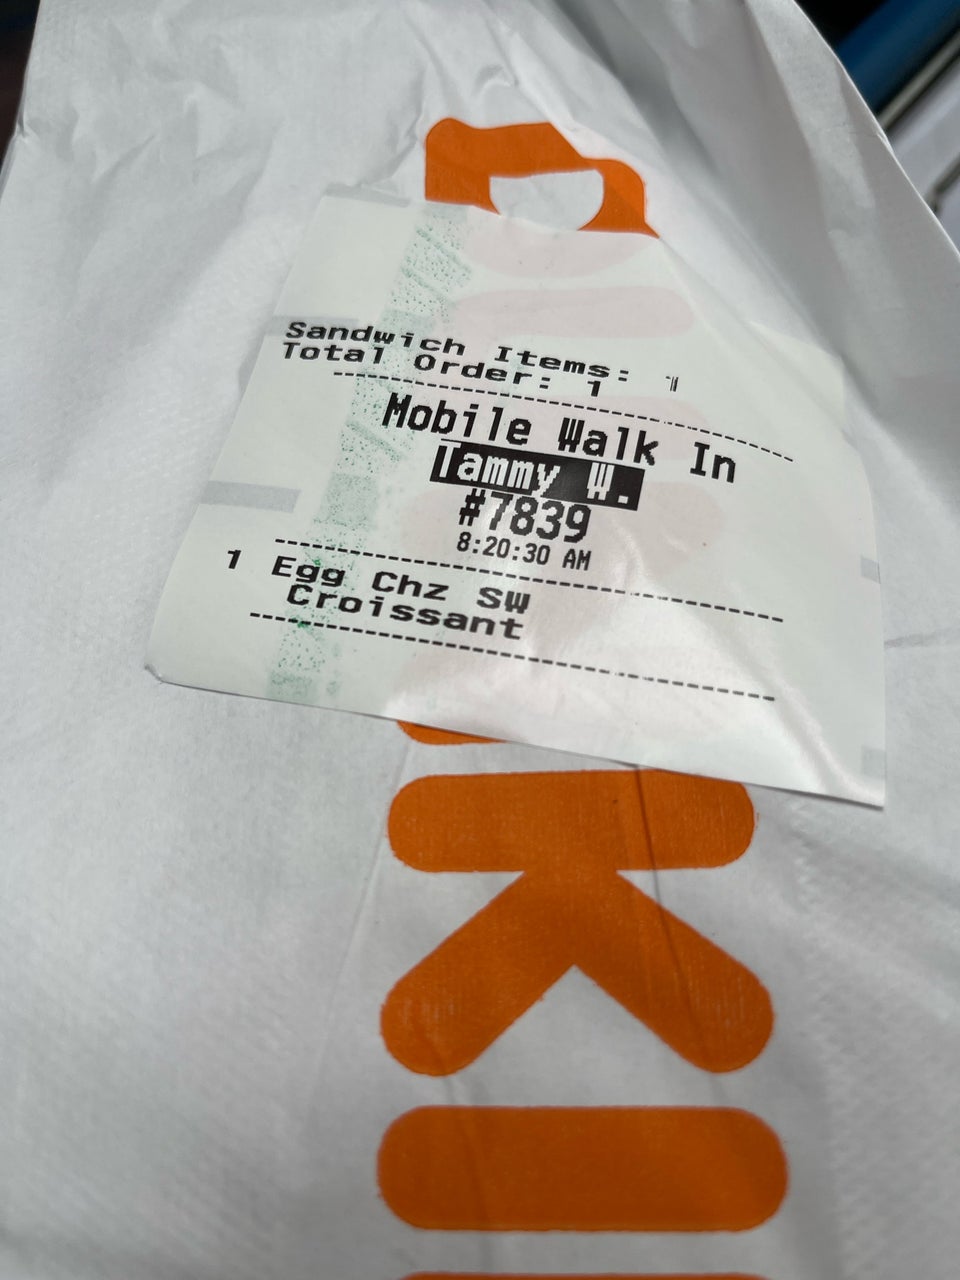 Sandwich Items: 1
Total Order: 1
Mobile Walk In
Tammy W.
#7839
8:20:30 AM
1 Egg Chz SW
Croissant
D
KI